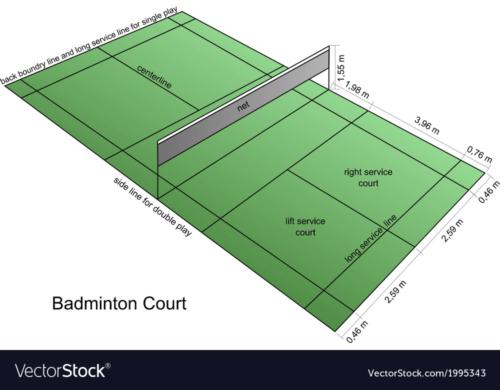 back boundry line and long service line for single play
centerline
net
1,55 m
1,98 m
3,96 m
0,76 m
0,46 m
2,59 m
2,59 m
0,46 m
right service
court
lift service
court
long service line
side line for double play
Badminton Court
VectorStock®
VectorStock.com/1995343